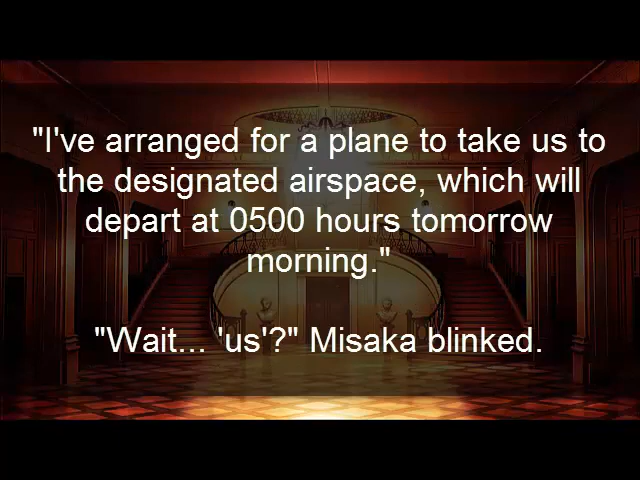 "I've arranged for a plane to take us to
the designated airspace, which will
depart at 0500 hours tomorrow
morning."
"Wait... 'us'?" Misaka blinked.